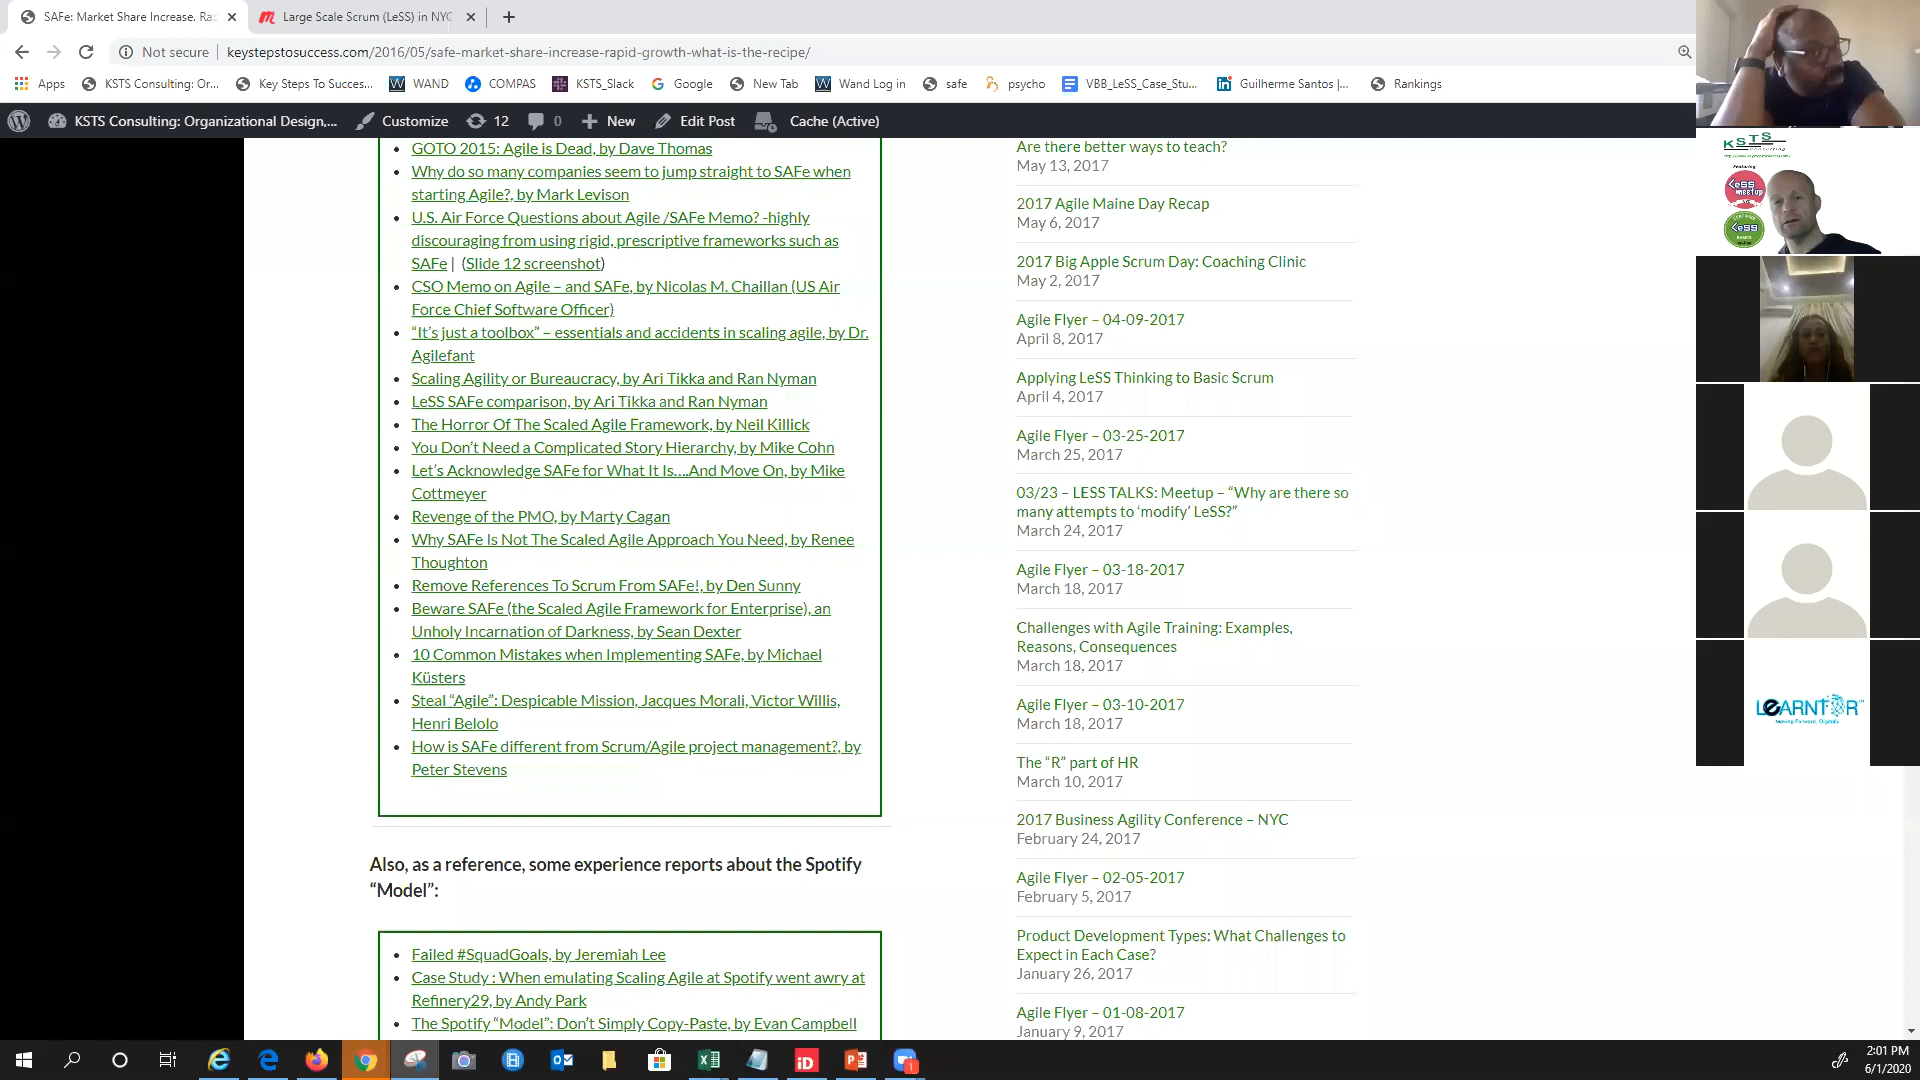 SAFe: Market Share Increase. Ra
Large Scale Scrum (LeSS) in NYC
Not secure
keystepstosuccess.com/2016/05/safe-market-share-increase-rapid-growth-what-is-the-recipe/
Apps
KSTS Consulting: Or...
Key Steps To Succes...
WAND
COMPAS
KSTS_Slack
Google
New Tab
Wand Log in
safe
psycho
VBB_LeSS_Case_Stu...
Guilherme Santos |...
Rankings
KSTS Consulting: Organizational Design,...
Customize
12
0
New
Edit Post
Cache (Active)
GOTO 2015: Agile is Dead, by Dave Thomas
Why do so many companies seem to jump straight to SAFe when
starting Agile?, by Mark Levison
U.S. Air Force Questions about Agile /SAFe Memo? -highly
discouraging from using rigid, prescriptive frameworks such as
SAFe | (Slide 12 screenshot)
CSO Memo on Agile – and SAFe, by Nicolas M. Chaillan (US Air
Force Chief Software Officer)
“It’s just a toolbox” – essentials and accidents in scaling agile, by Dr.
Agilefant
Scaling Agility or Bureaucracy, by Ari Tikka and Ran Nyman
LeSS SAFe comparison, by Ari Tikka and Ran Nyman
The Horror Of The Scaled Agile Framework, by Neil Killick
You Don’t Need a Complicated Story Hierarchy, by Mike Cohn
Let’s Acknowledge SAFe for What It Is….And Move On, by Mike
Cottmeyer
Revenge of the PMO, by Marty Cagan
Why SAFe Is Not The Scaled Agile Approach You Need, by Renee
Thoughton
Remove References To Scrum From SAFe!, by Den Sunny
Beware SAFe (the Scaled Agile Framework for Enterprise), an
Unholy Incarnation of Darkness, by Sean Dexter
10 Common Mistakes when Implementing SAFe, by Michael
Küsters
Steal “Agile”: Despicable Mission, Jacques Morali, Victor Willis,
Henri Belolo
How is SAFe different from Scrum/Agile project management?, by
Peter Stevens
Also, as a reference, some experience reports about the Spotify
“Model”:
Failed #SquadGoals, by Jeremiah Lee
Case Study : When emulating Scaling Agile at Spotify went awry at
Refinery29, by Andy Park
The Spotify “Model”: Don’t Simply Copy-Paste, by Evan Campbell
Are there better ways to teach?
May 13, 2017
2017 Agile Maine Day Recap
May 6, 2017
2017 Big Apple Scrum Day: Coaching Clinic
May 2, 2017
Agile Flyer – 04-09-2017
April 8, 2017
Applying LeSS Thinking to Basic Scrum
April 4, 2017
Agile Flyer – 03-25-2017
March 25, 2017
03/23 – LESS TALKS: Meetup – “Why are there so
many attempts to ‘modify’ LeSS?”
March 24, 2017
Agile Flyer – 03-18-2017
March 18, 2017
Challenges with Agile Training: Examples,
Reasons, Consequences
March 18, 2017
Agile Flyer – 03-10-2017
March 18, 2017
The “R” part of HR
March 10, 2017
2017 Business Agility Conference – NYC
February 24, 2017
Agile Flyer – 02-05-2017
February 5, 2017
Product Development Types: What Challenges to
Expect in Each Case?
January 26, 2017
Agile Flyer – 01-08-2017
January 9, 2017
KSTS
Featuring:
LeSS
meetup
LeSS
LEARNTOR
Moving Forward. Digitally
2:01 PM
6/1/2020